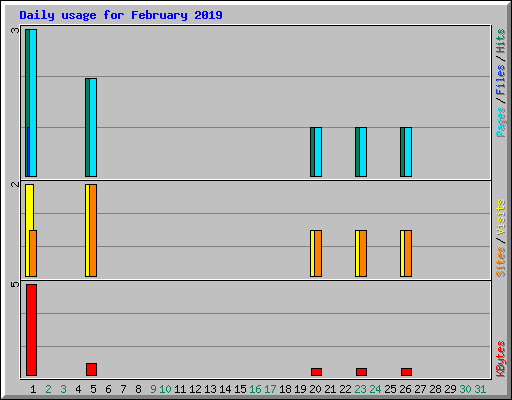 Daily usage for February 2019
3
2
5
Pages/Files/Hits
Sites/Visits
KBytes
1 2 3 4 5 6 7 8 9 10 11 12 13 14 15 16 17 18 19 20 21 22 23 24 25 26 27 28 29 30 31